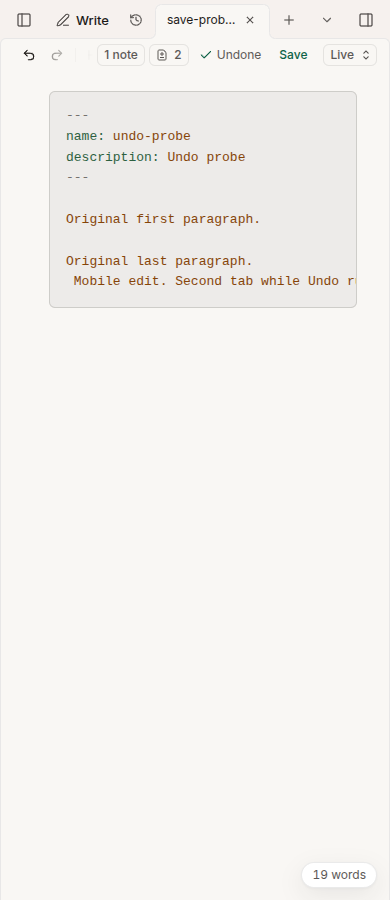 Write
save-prob...
1 note
2
Undone
Save
Live
---
name: undo-probe
description: Undo probe
---
Original first paragraph.
Original last paragraph.
Mobile edit. Second tab while Undo
19 words